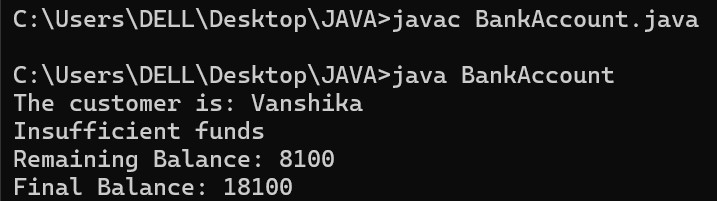 C:\Users\DELL\Desktop\JAVA>javac BankAccount.java
C:\Users\DELL\Desktop\JAVA>java BankAccount
The customer is: Vanshika
Insufficient funds
Remaining Balance: 8100
Final Balance: 18100